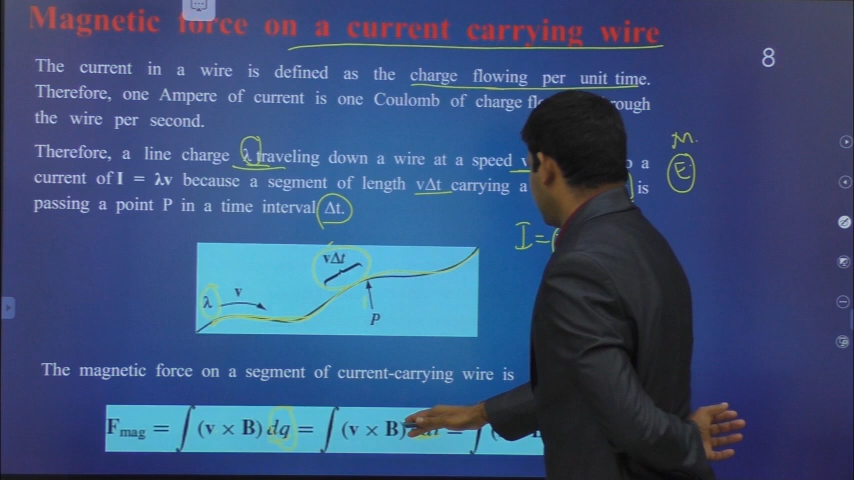 Magnetic force on a current carrying wire
8
The current in a wire is defined as the charge flowing per unit time.
Therefore, one Ampere of current is one Coulomb of charge
the wire per second.
M.
Therefore, a line charge λ traveling down a wire at a speed v a
E
current of I = λv because a segment of length vΔt carrying a is
passing a point P in a time interval Δt.
I =
vΔt
λ v
P
The magnetic force on a segment of current-carrying wire is
F_mag = ∫ (v × B) dq = ∫ (v × B) = ∫ (